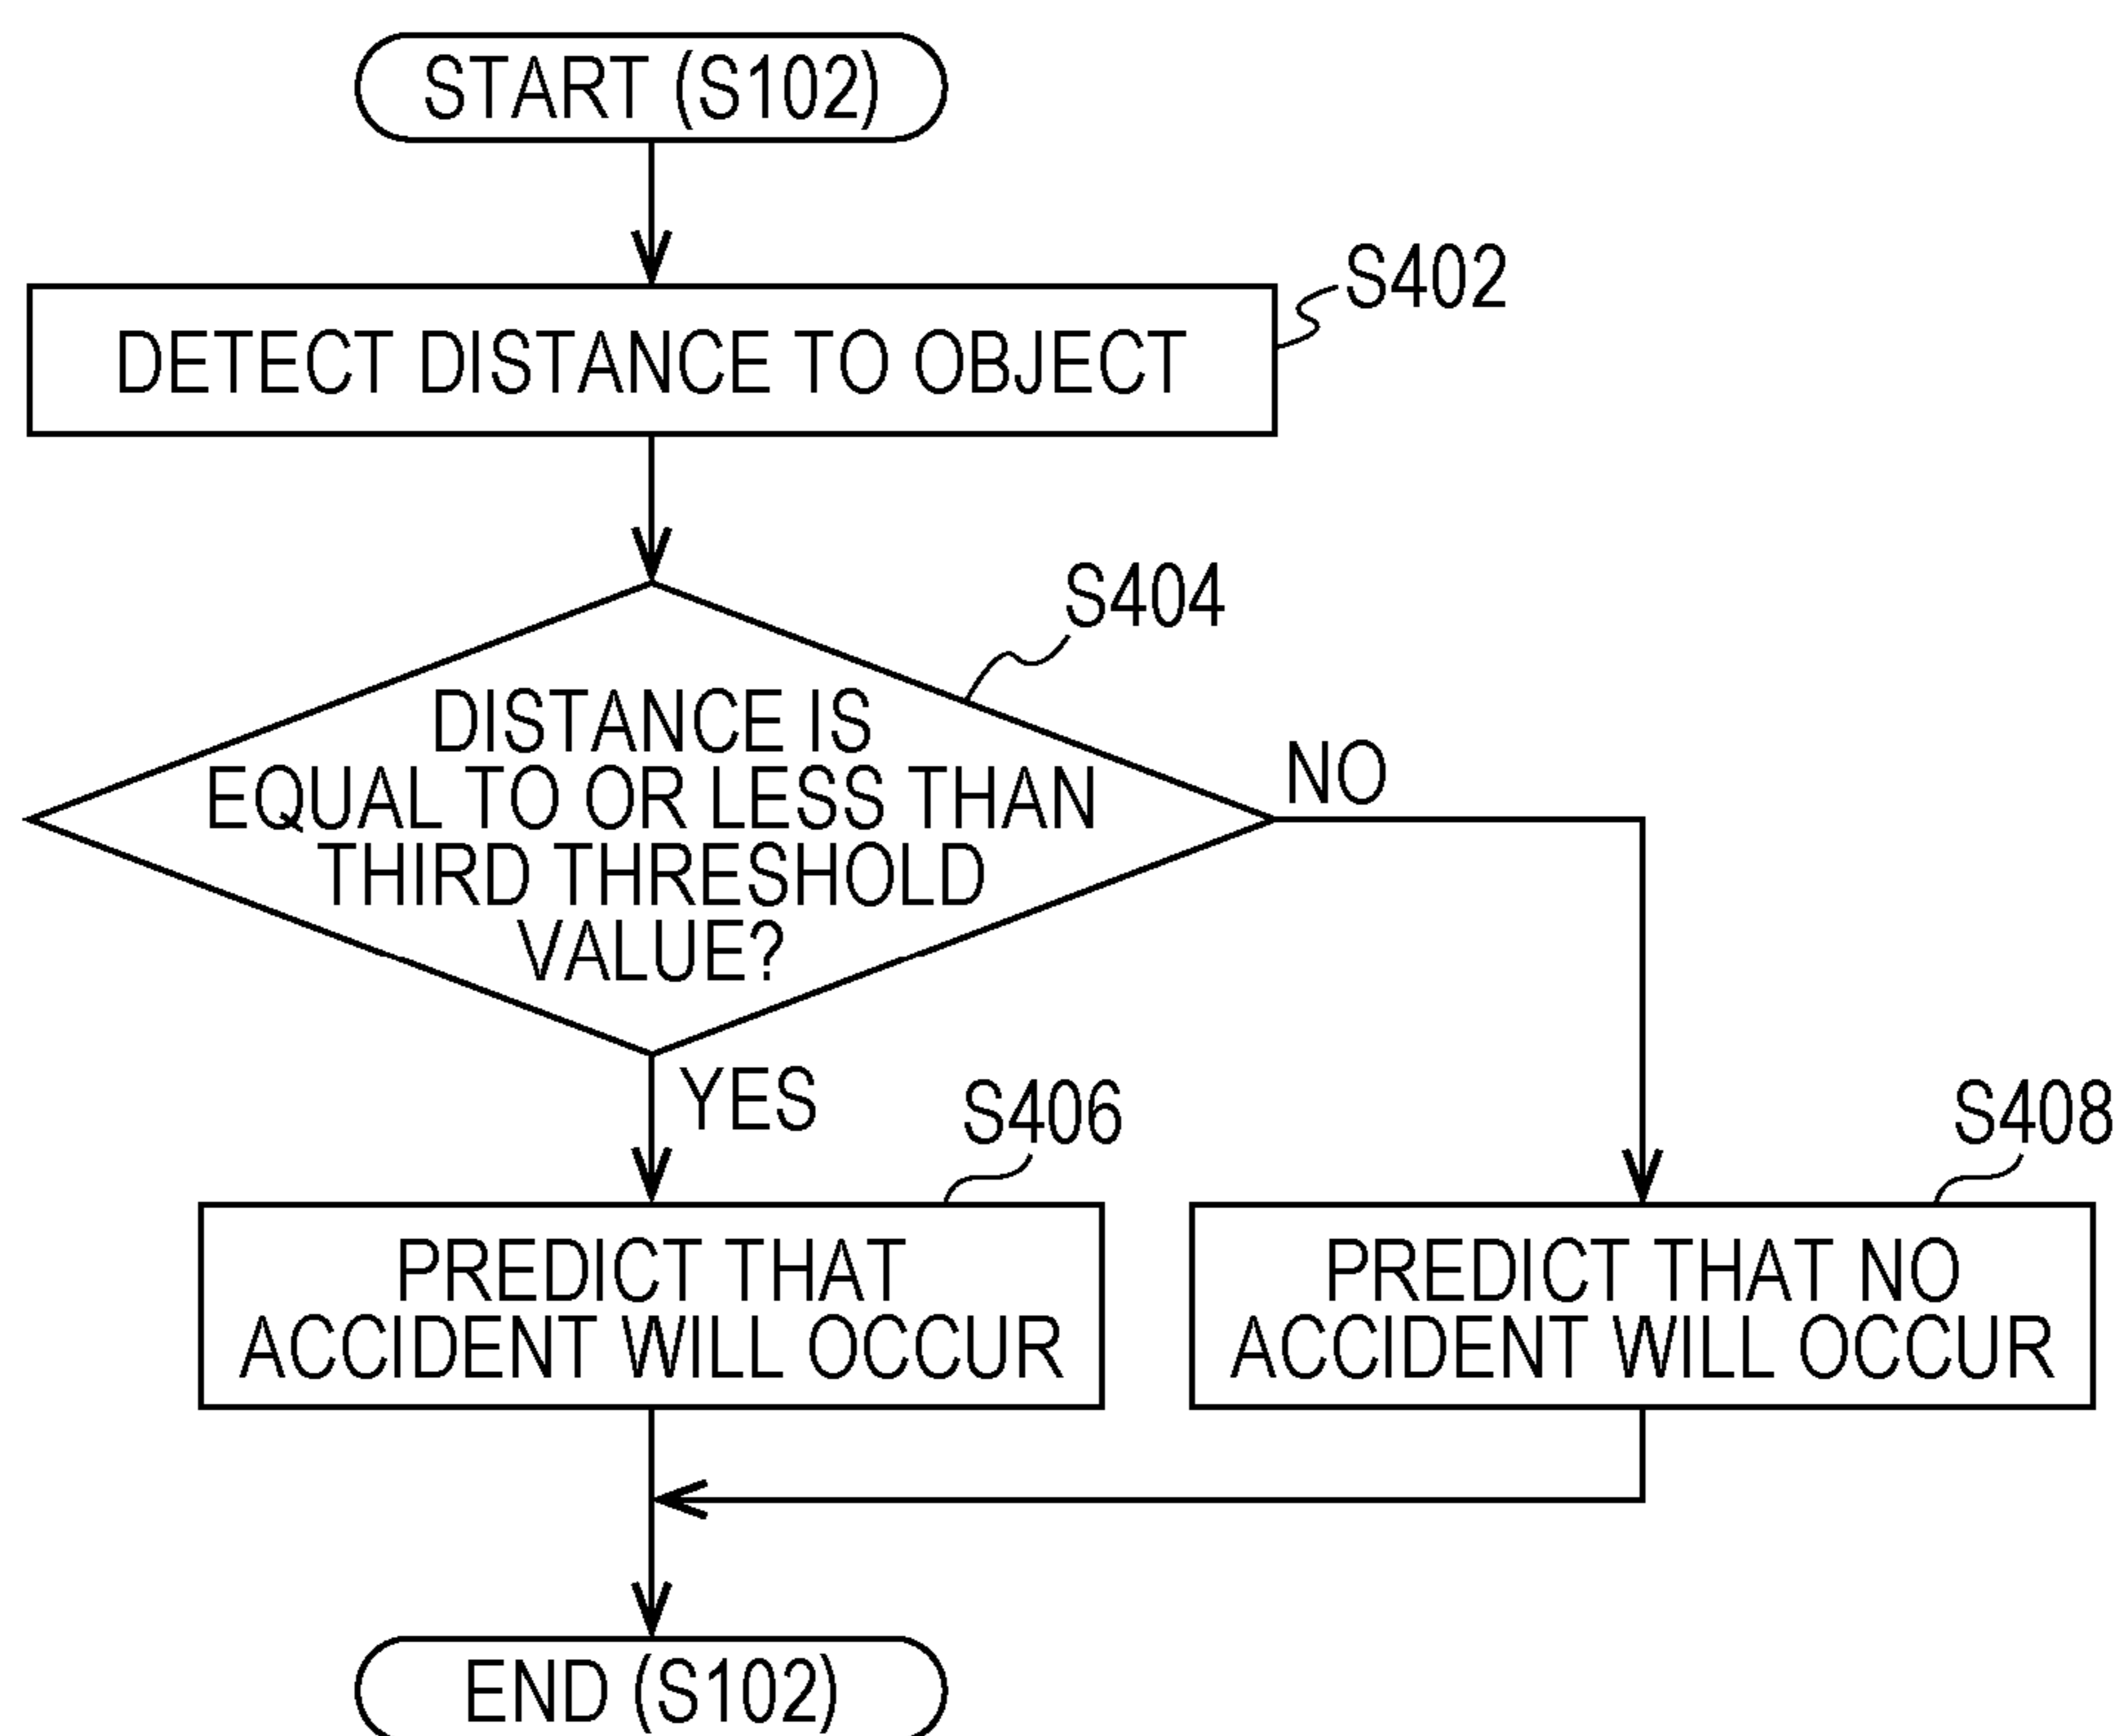 START (S102)
S402
DETECT DISTANCE TO OBJECT
S404
DISTANCE IS
EQUAL TO OR LESS THAN
THIRD THRESHOLD
VALUE?
NO
YES
S406
S408
PREDICT THAT
ACCIDENT WILL OCCUR
PREDICT THAT NO
ACCIDENT WILL OCCUR
END (S102)